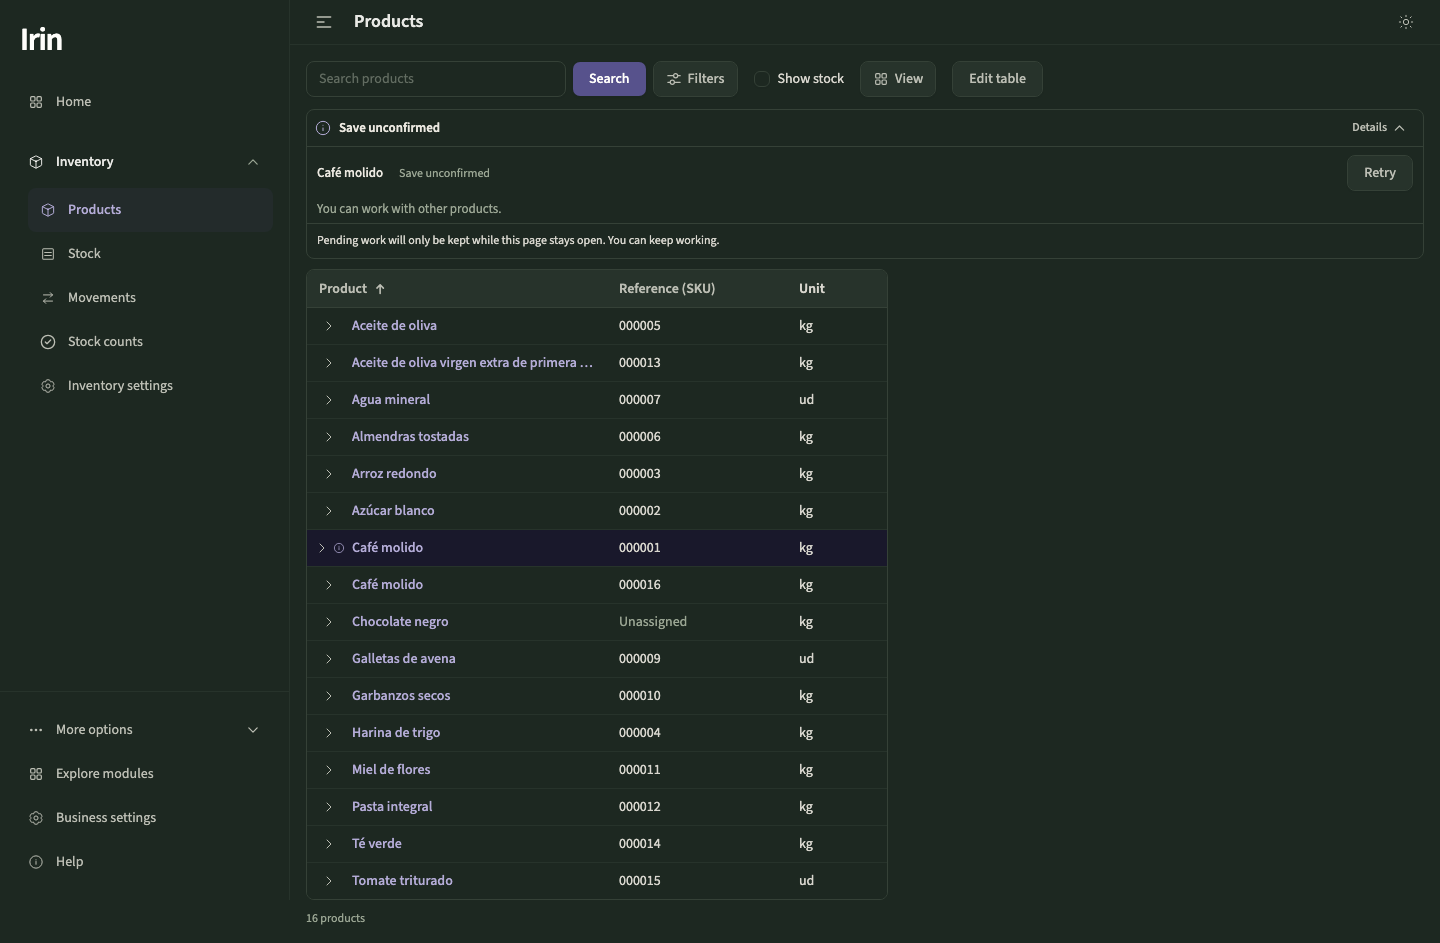 Irin
Products
Home
Inventory
Products
Stock
Movements
Stock counts
Inventory settings
More options
Explore modules
Business settings
Help
Search products
Search
Filters
Show stock
View
Edit table
Save unconfirmed
Details
Café molido Save unconfirmed
Retry
You can work with other products.
Pending work will only be kept while this page stays open. You can keep working.
Product Reference (SKU) Unit
Aceite de oliva 000005 kg
Aceite de oliva virgen extra de primera ... 000013 kg
Agua mineral 000007 ud
Almendras tostadas 000006 kg
Arroz redondo 000003 kg
Azúcar blanco 000002 kg
Café molido 000001 kg
Café molido 000016 kg
Chocolate negro Unassigned kg
Galletas de avena 000009 ud
Garbanzos secos 000010 kg
Harina de trigo 000004 kg
Miel de flores 000011 kg
Pasta integral 000012 kg
Té verde 000014 kg
Tomate triturado 000015 ud
16 products